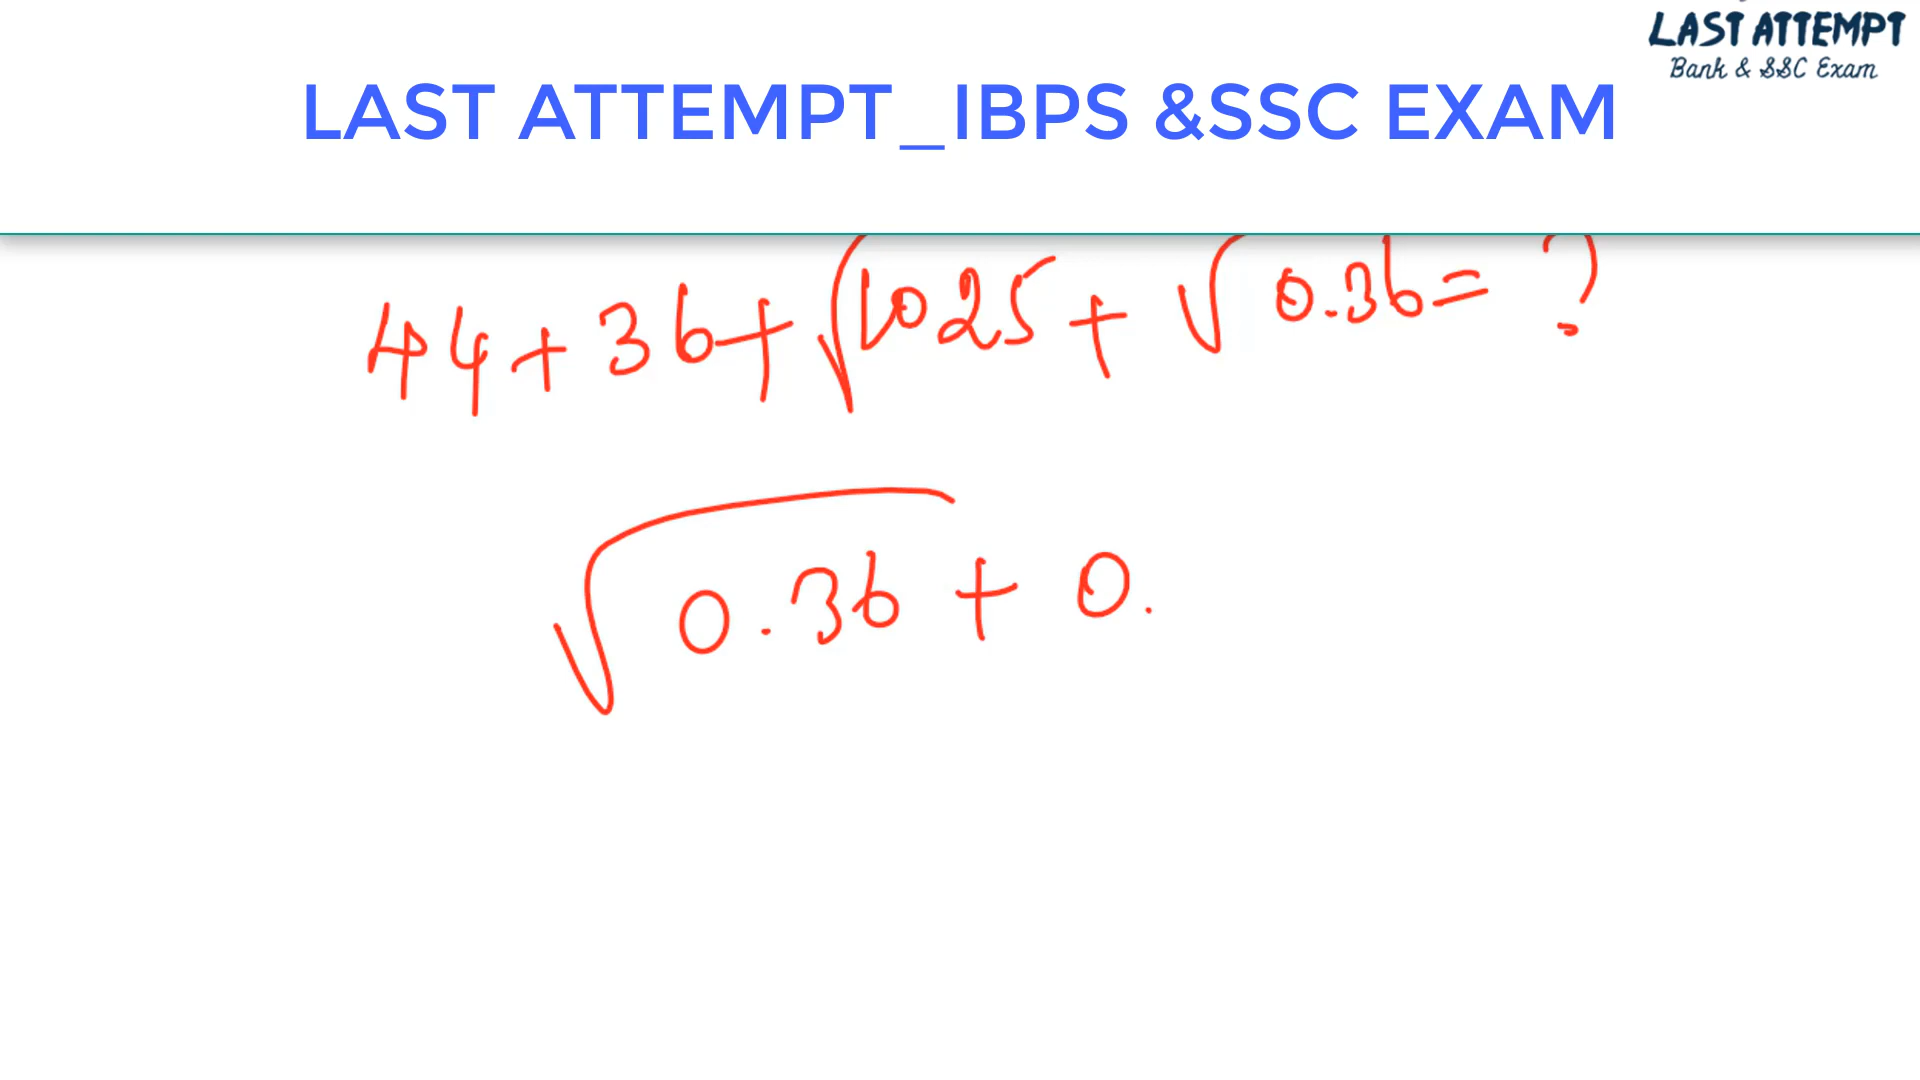 LAST ATTEMPT
Bank & SSC Exam
LAST ATTEMPT_IBPS &SSC EXAM
44+36+√1025+√0.36=?
√0.36+0.